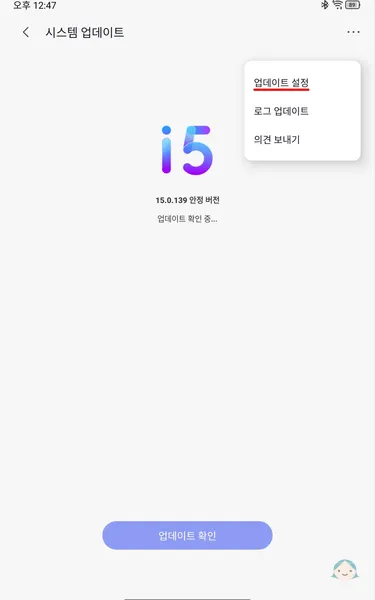 오후 12:47
시스템 업데이트
업데이트 설정
로그 업데이트
의견 보내기
i5
15.0.139 안정 버전
업데이트 확인 중...
업데이트 확인